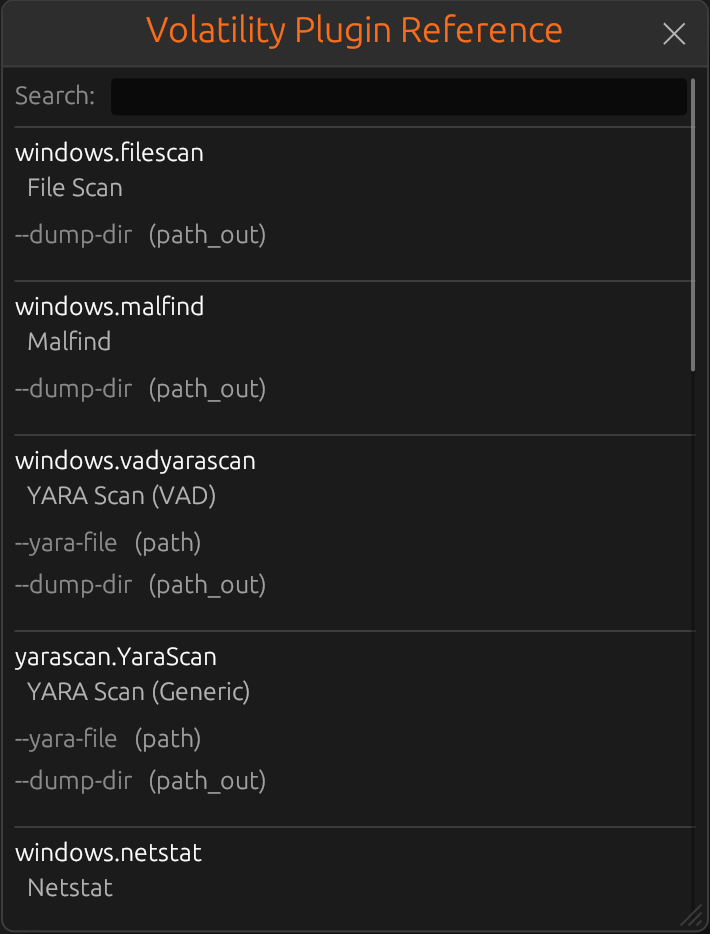 Volatility Plugin Reference
Search:
windows.filescan
File Scan
--dump-dir (path_out)
windows.malfind
Malfind
--dump-dir (path_out)
windows.vadyarascan
YARA Scan (VAD)
--yara-file (path)
--dump-dir (path_out)
yarascan.YaraScan
YARA Scan (Generic)
--yara-file (path)
--dump-dir (path_out)
windows.netstat
Netstat